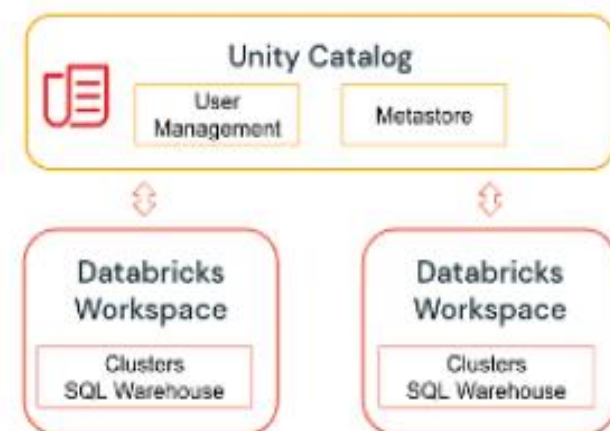 Unity Catalog
User
Management
Metastore
Databricks
Workspace
Clusters
SQL Warehouse
Databricks
Workspace
Clusters
SQL Warehouse